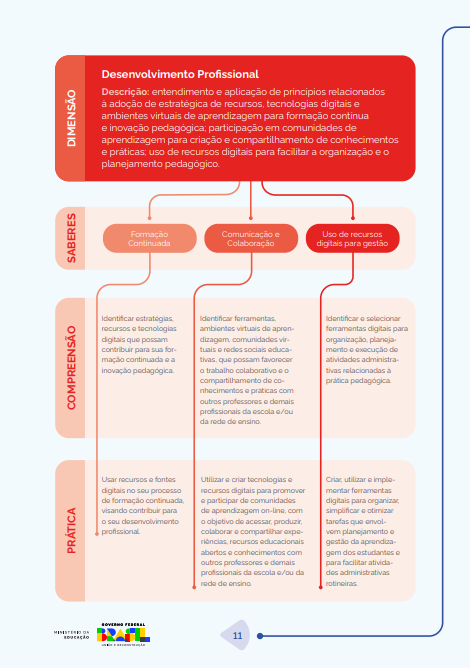 DIMENSÃO
Desenvolvimento Profissional
Descrição: entendimento e aplicação de princípios relacionados
à adoção de estratégica de recursos, tecnologias digitais e
ambientes virtuais de aprendizagem para formação contínua
e inovação pedagógica; participação em comunidades de
aprendizagem para criação e compartilhamento de conhecimentos
e práticas; uso de recursos digitais para facilitar a organização e o
planejamento pedagógico.
SABERES
Formação
Continuada
Comunicação e
Colaboração
Uso de recursos
digitais para gestão
COMPREENSÃO
Identificar estratégias,
recursos e tecnologias
digitais que possam
contribuir para sua for-
mação continuada e a
inovação pedagógica.
Identificar ferramentas,
ambientes virtuais de apren-
dizagem, comunidades vir-
tuais e redes sociais educa-
tivas, que possam favorecer
o trabalho colaborativo e o
compartilhamento de co-
nhecimentos e práticas com
outros professores e demais
profissionais da escola e/ou
da rede de ensino.
Identificar e selecionar
ferramentas digitais para
organização, planeja-
mento e execução de
atividades administra-
tivas relacionadas à
prática pedagógica.
PRÁTICA
Usar recursos e fontes
digitais no seu processo
de formação continuada,
visando contribuir para
o seu desenvolvimento
profissional.
Utilizar e criar tecnologias e
recursos digitais para promover
e participar de comunidades
de aprendizagem on-line, com
o objetivo de acessar, produzir,
colaborar e compartilhar expe-
riências, recursos educacionais
abertos e conhecimentos com
outros professores e demais
profissionais da escola e/ou da
rede de ensino.
Criar, utilizar e imple-
mentar ferramentas
digitais para organizar,
simplificar e otimizar
tarefas que envol-
vem planejamento e
gestão da aprendiza-
gem dos estudantes e
para facilitar ativida-
des administrativas
rotineiras.
MINISTÉRIO DA
EDUCAÇÃO
GOVERNO FEDERAL
BRASIL
UNIÃO E RECONSTRUÇÃO
11